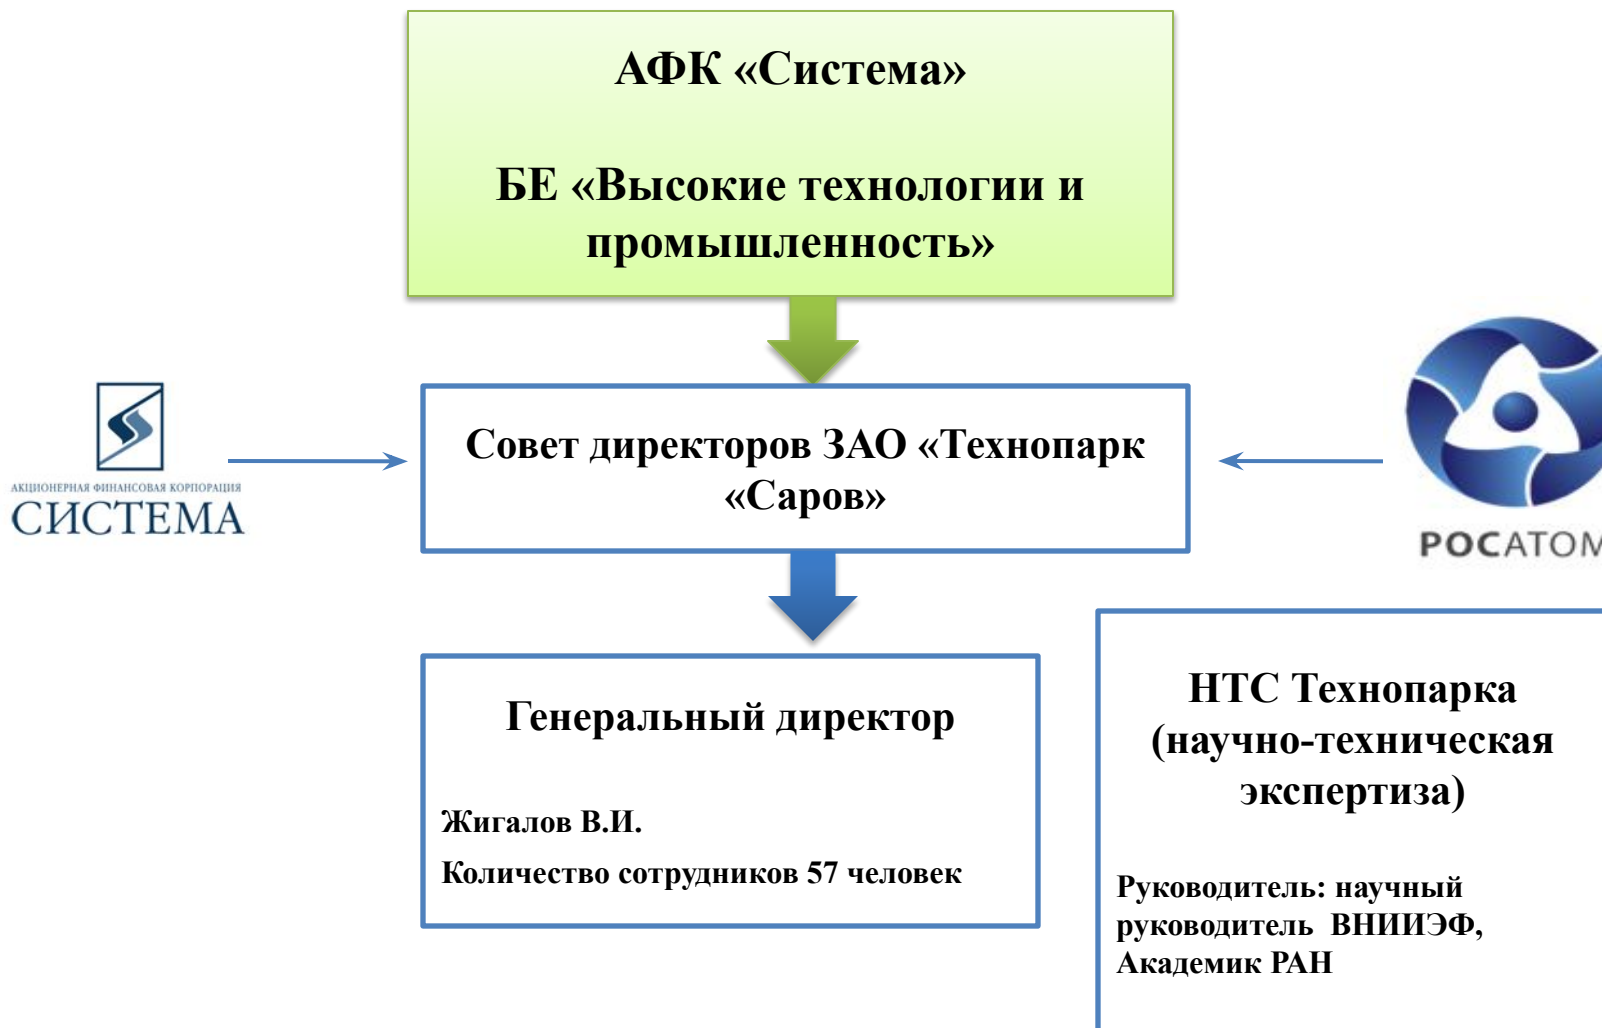 АФК «Система»
БЕ «Высокие технологии и
промышленность»
АКЦИОНЕРНАЯ ФИНАНСОВАЯ КОРПОРАЦИЯ
СИСТЕМА
Совет директоров ЗАО «Технопарк
«Саров»
РОСАТОМ
Генеральный директор
Жигалов В.И.
Количество сотрудников 57 человек
НТС Технопарка
(научно-техническая
экспертиза)
Руководитель: научный
руководитель ВНИИЭФ,
Академик РАН